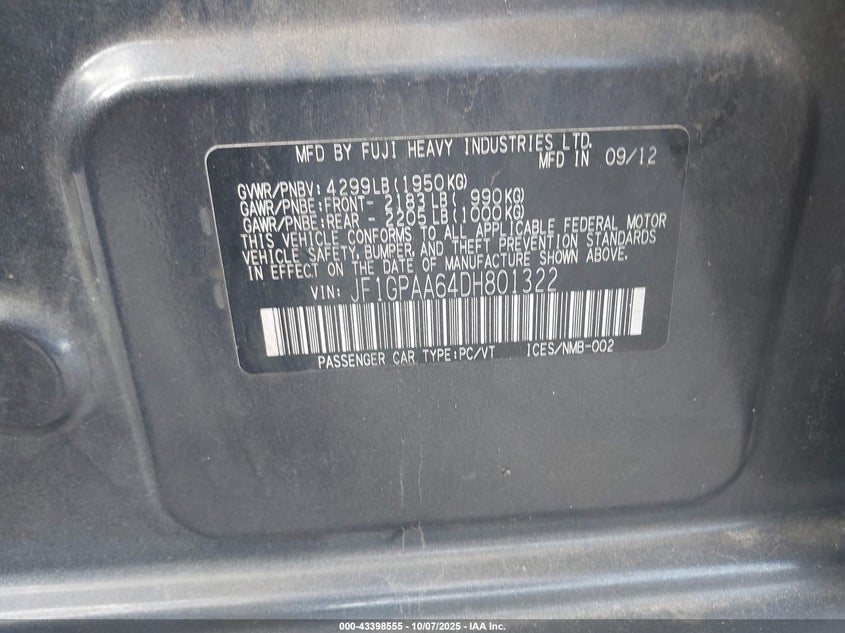 MFD BY FUJI HEAVY INDUSTRIES LTD.
MFD IN 09/12
GVWR/PNBV: 4299LB(1950KG)
GAWR/PNBE:FRONT- 2183LB( 990KG)
GAWR/PNBE:REAR - 2205LB(1000KG)
THIS VEHICLE CONFORMS TO ALL APPLICABLE FEDERAL MOTOR
VEHICLE SAFETY, BUMPER, AND THEFT PREVENTION STANDARDS
IN EFFECT ON THE DATE OF MANUFACTURE SHOWN ABOVE.
VIN: JF1GPAA64DH801322
PASSENGER CAR TYPE:PC/VT ICES/NMB-002
000-43398555 - 10/07/2025 - IAA Inc.